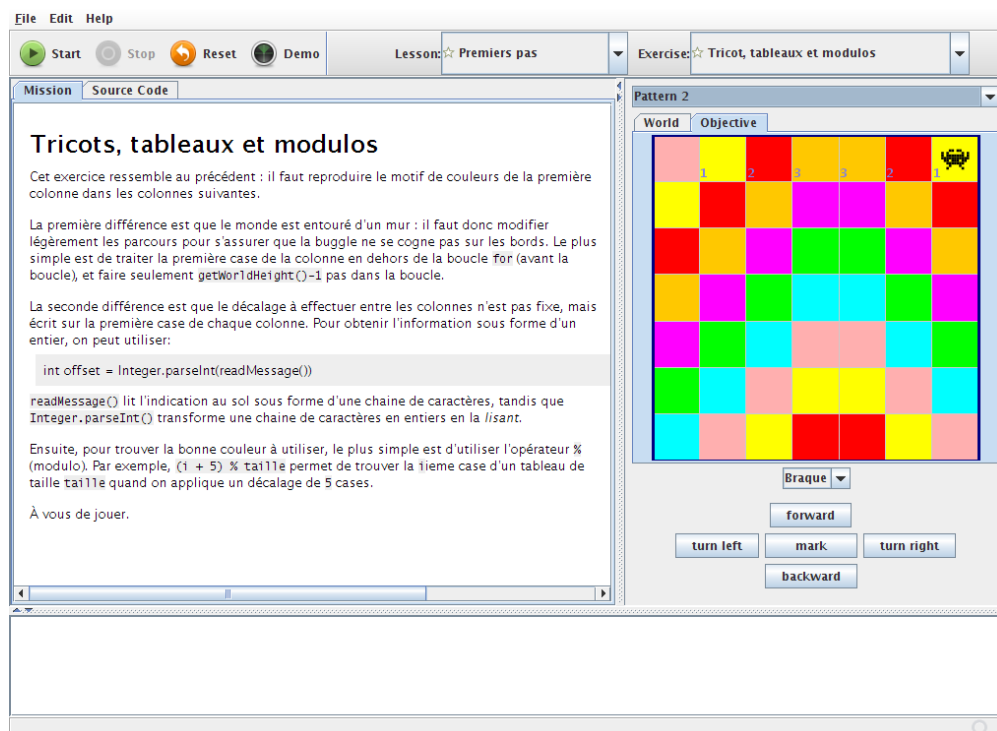 File Edit Help
Start Stop Reset Demo Lesson: Premiers pas Exercise: Tricot, tableaux et modulos
Mission Source Code
Tricots, tableaux et modulos
Cet exercice ressemble au précédent : il faut reproduire le motif de couleurs de la première
colonne dans les colonnes suivantes.
La première différence est que le monde est entouré d'un mur : il faut donc modifier
légèrement les parcours pour s'assurer que la buggle ne se cogne pas sur les bords. Le plus
simple est de traiter la première case de la colonne en dehors de la boucle for (avant la
boucle), et faire seulement getWorldHeight()-1 pas dans la boucle.
La seconde différence est que le décalage à effectuer entre les colonnes n'est pas fixe, mais
écrit sur la première case de chaque colonne. Pour obtenir l'information sous forme d'un
entier, on peut utiliser:
int offset = Integer.parseInt(readMessage())
readMessage() lit l'indication au sol sous forme d'une chaine de caractères, tandis que
Integer.parseInt() transforme une chaine de caractères en entiers en la lisant.
Ensuite, pour trouver la bonne couleur à utiliser, le plus simple est d'utiliser l'opérateur %
(modulo). Par exemple, (i + 5) % taille permet de trouver la iieme case d'un tableau de
taille taille quand on applique un décalage de 5 cases.
À vous de jouer.
Pattern 2
World Objective
1 2 3 3 2 1
Braque
forward
turn left mark turn right
backward